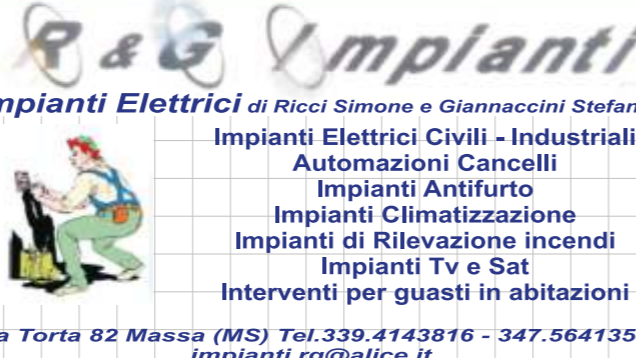 R & G Impianti
mpianti Elettrici di Ricci Simone e Giannaccini Stefan
Impianti Elettrici Civili - Industriali
Automazioni Cancelli
Impianti Antifurto
Impianti Climatizzazione
Impianti di Rilevazione incendi
Impianti Tv e Sat
Interventi per guasti in abitazioni
a Torta 82 Massa (MS) Tel.339.4143816 - 347.564135
impianti.rg@alice.it